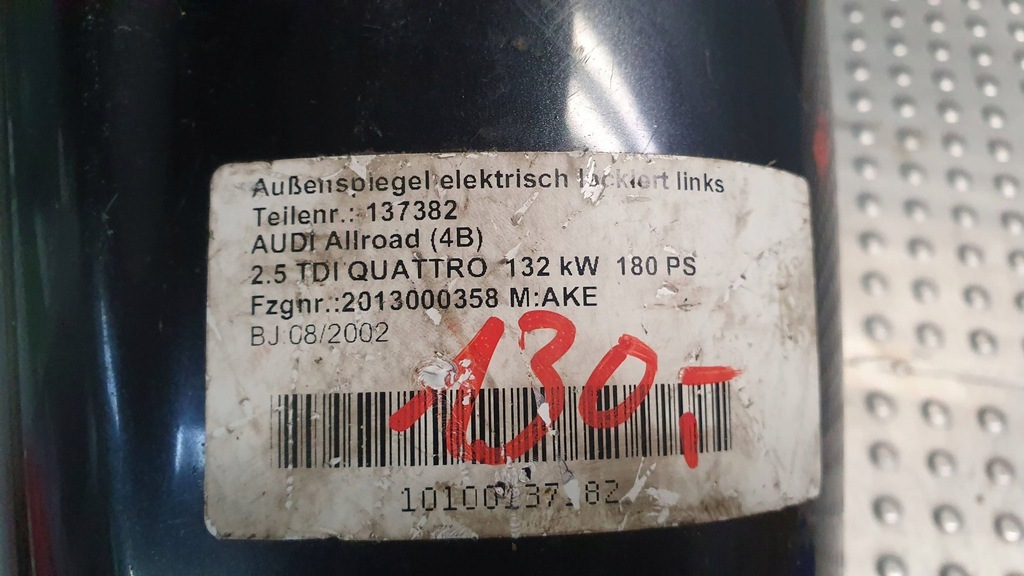 Außenspiegel elektrisch lackiert links
Teilenr.: 137382
AUDI Allroad (4B)
2.5 TDI QUATTRO 132 kW 180 PS
Fzgnr.:2013000358 M:AKE
BJ.08/2002
130,-